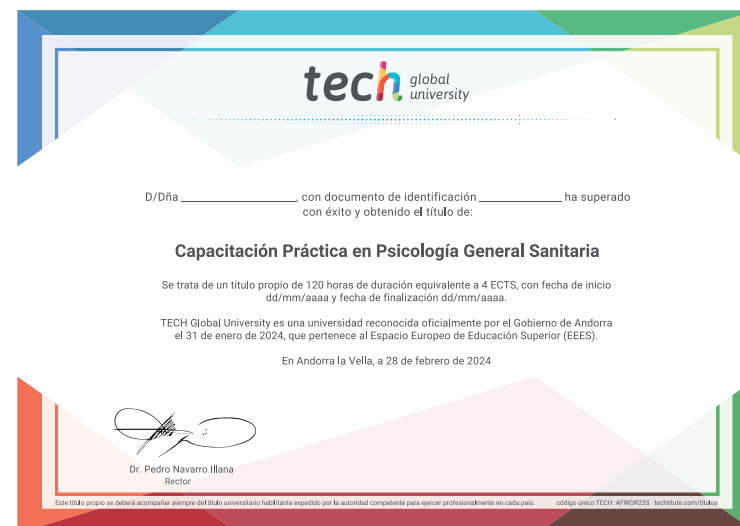 tech global university
D/Dña ____________, con documento de identificación ____________ ha superado
con éxito y obtenido el título de:
Capacitación Práctica en Psicología General Sanitaria
Se trata de un título propio de 120 horas de duración equivalente a 4 ECTS, con fecha de inicio
dd/mm/aaaa y fecha de finalización dd/mm/aaaa.
TECH Global University es una universidad reconocida oficialmente por el Gobierno de Andorra
el 31 de enero de 2024, que pertenece al Espacio Europeo de Educación Superior (EEES).
En Andorra la Vella, a 28 de febrero de 2024
Dr. Pedro Navarro Illana
Rector
Este título propio se deberá acompañar siempre del título universitario habilitante expedido por la autoridad competente para ejercer profesionalmente en cada país. código único TECH: AFWOR23S techtitute.com/titulos